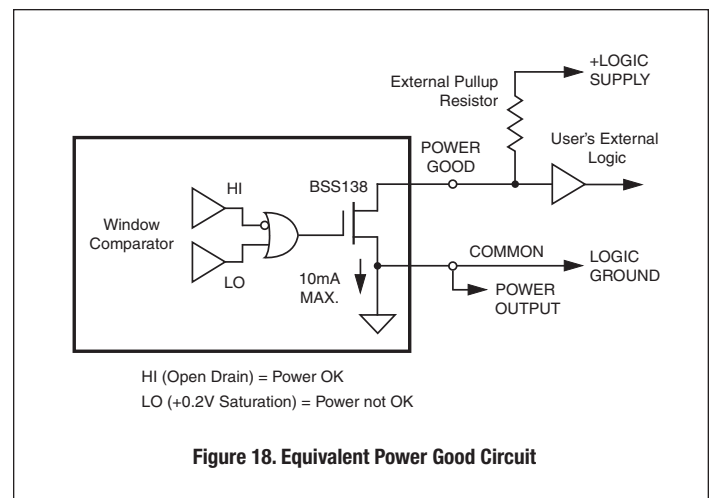 +LOGIC
SUPPLY
External Pullup
Resistor
User's External
Logic
POWER
GOOD
BSS138
HI
Window
Comparator
LO
10mA
MAX.
COMMON
LOGIC
GROUND
POWER
OUTPUT
HI (Open Drain) = Power OK
LO (+0.2V Saturation) = Power not OK
Figure 18. Equivalent Power Good Circuit